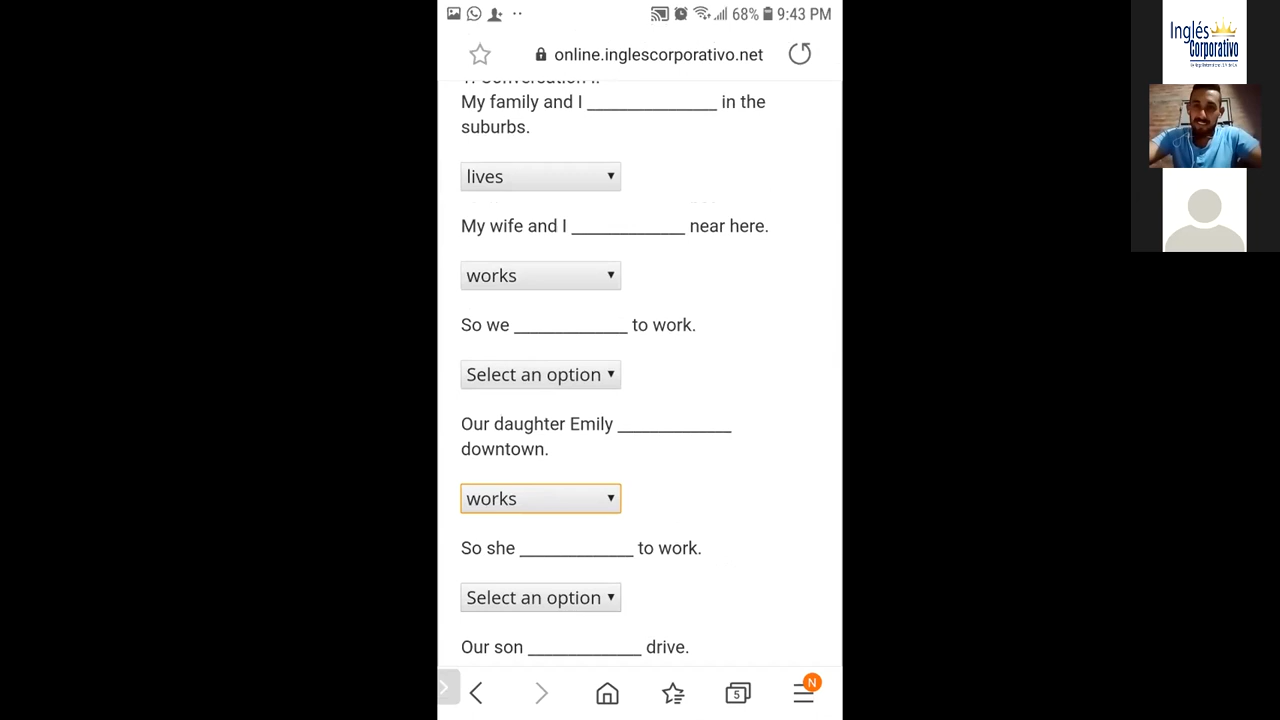 68% 9:43 PM
online.inglescorporativo.net
My family and I ______________ in the
suburbs.
lives
My wife and I ____________ near here.
works
So we ____________ to work.
Select an option
Our daughter Emily ____________
downtown.
works
So she ____________ to work.
Select an option
Our son ____________ drive.
5
N
Inglés
Corporativo